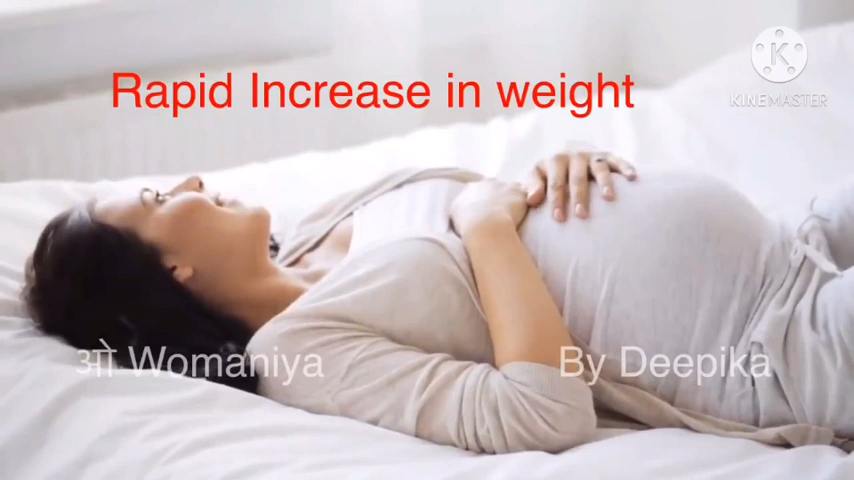 Rapid Increase in weight
K
KINEMASTER
ओ Womaniya
By Deepika